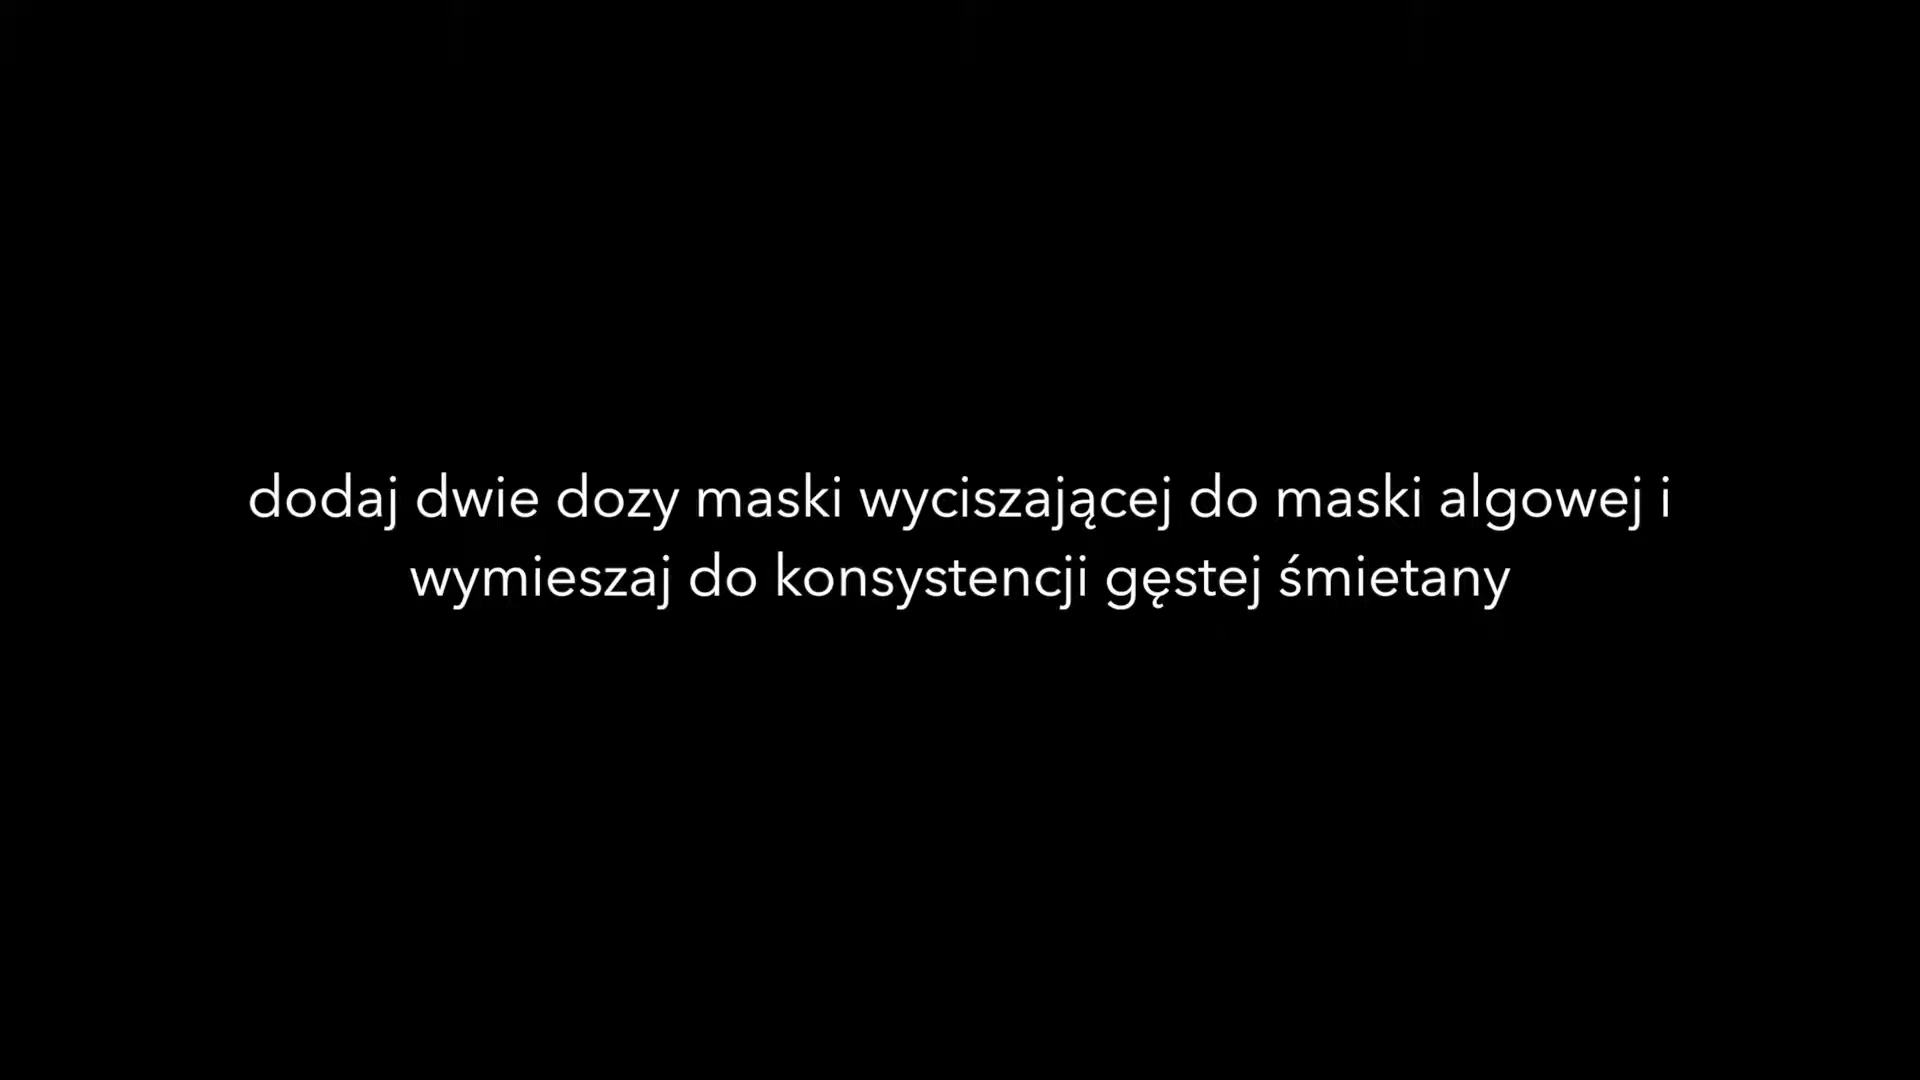 dodaj dwie dozy maski wyciszającej do maski algowej i
wymieszaj do konsystencji gęstej śmietany